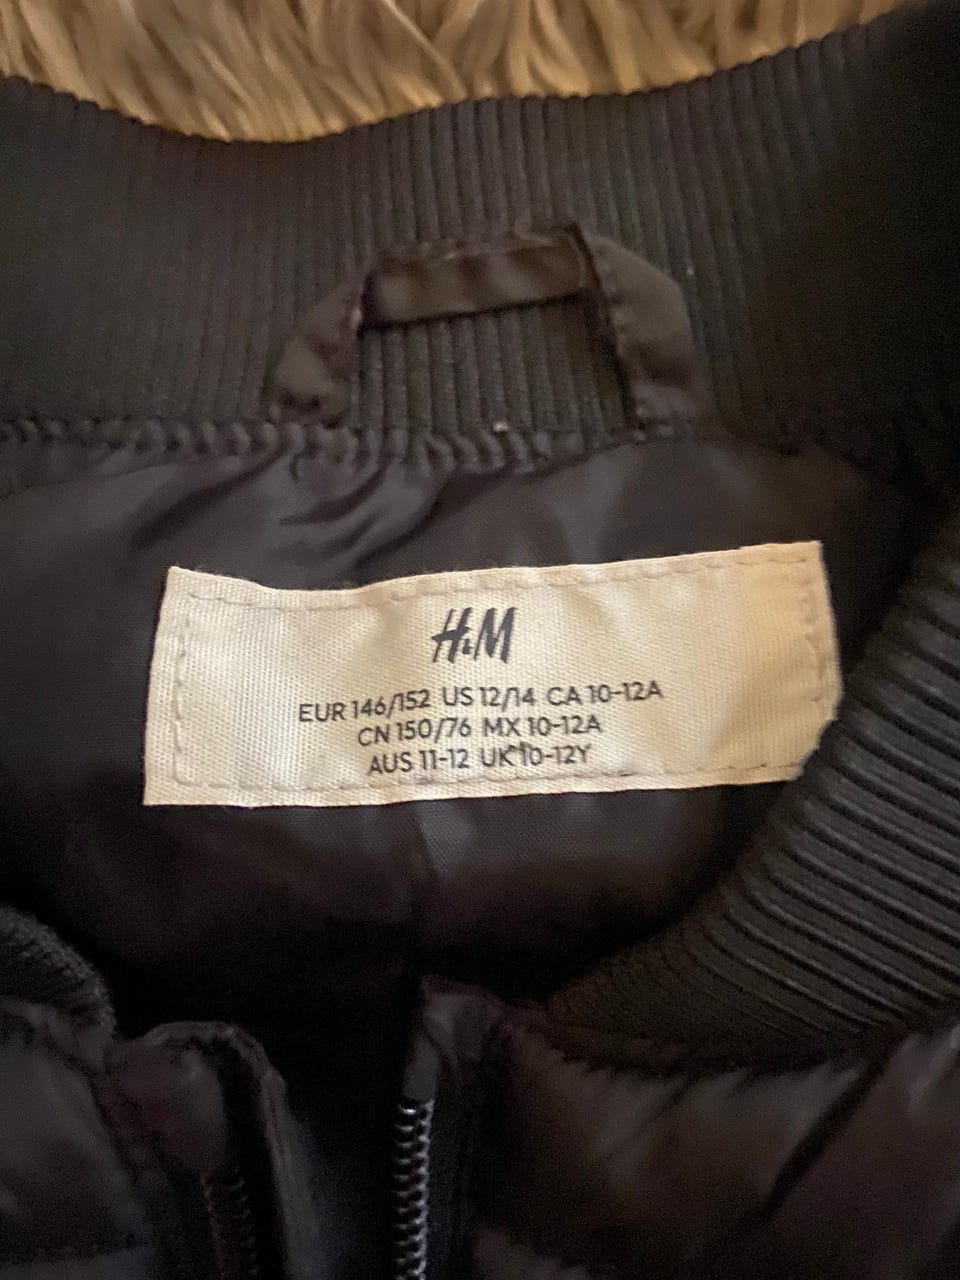 H&M
EUR 146/152 US 12/14 CA 10-12A
CN 150/76 MX 10-12A
AUS 11-12 UK 10-12Y